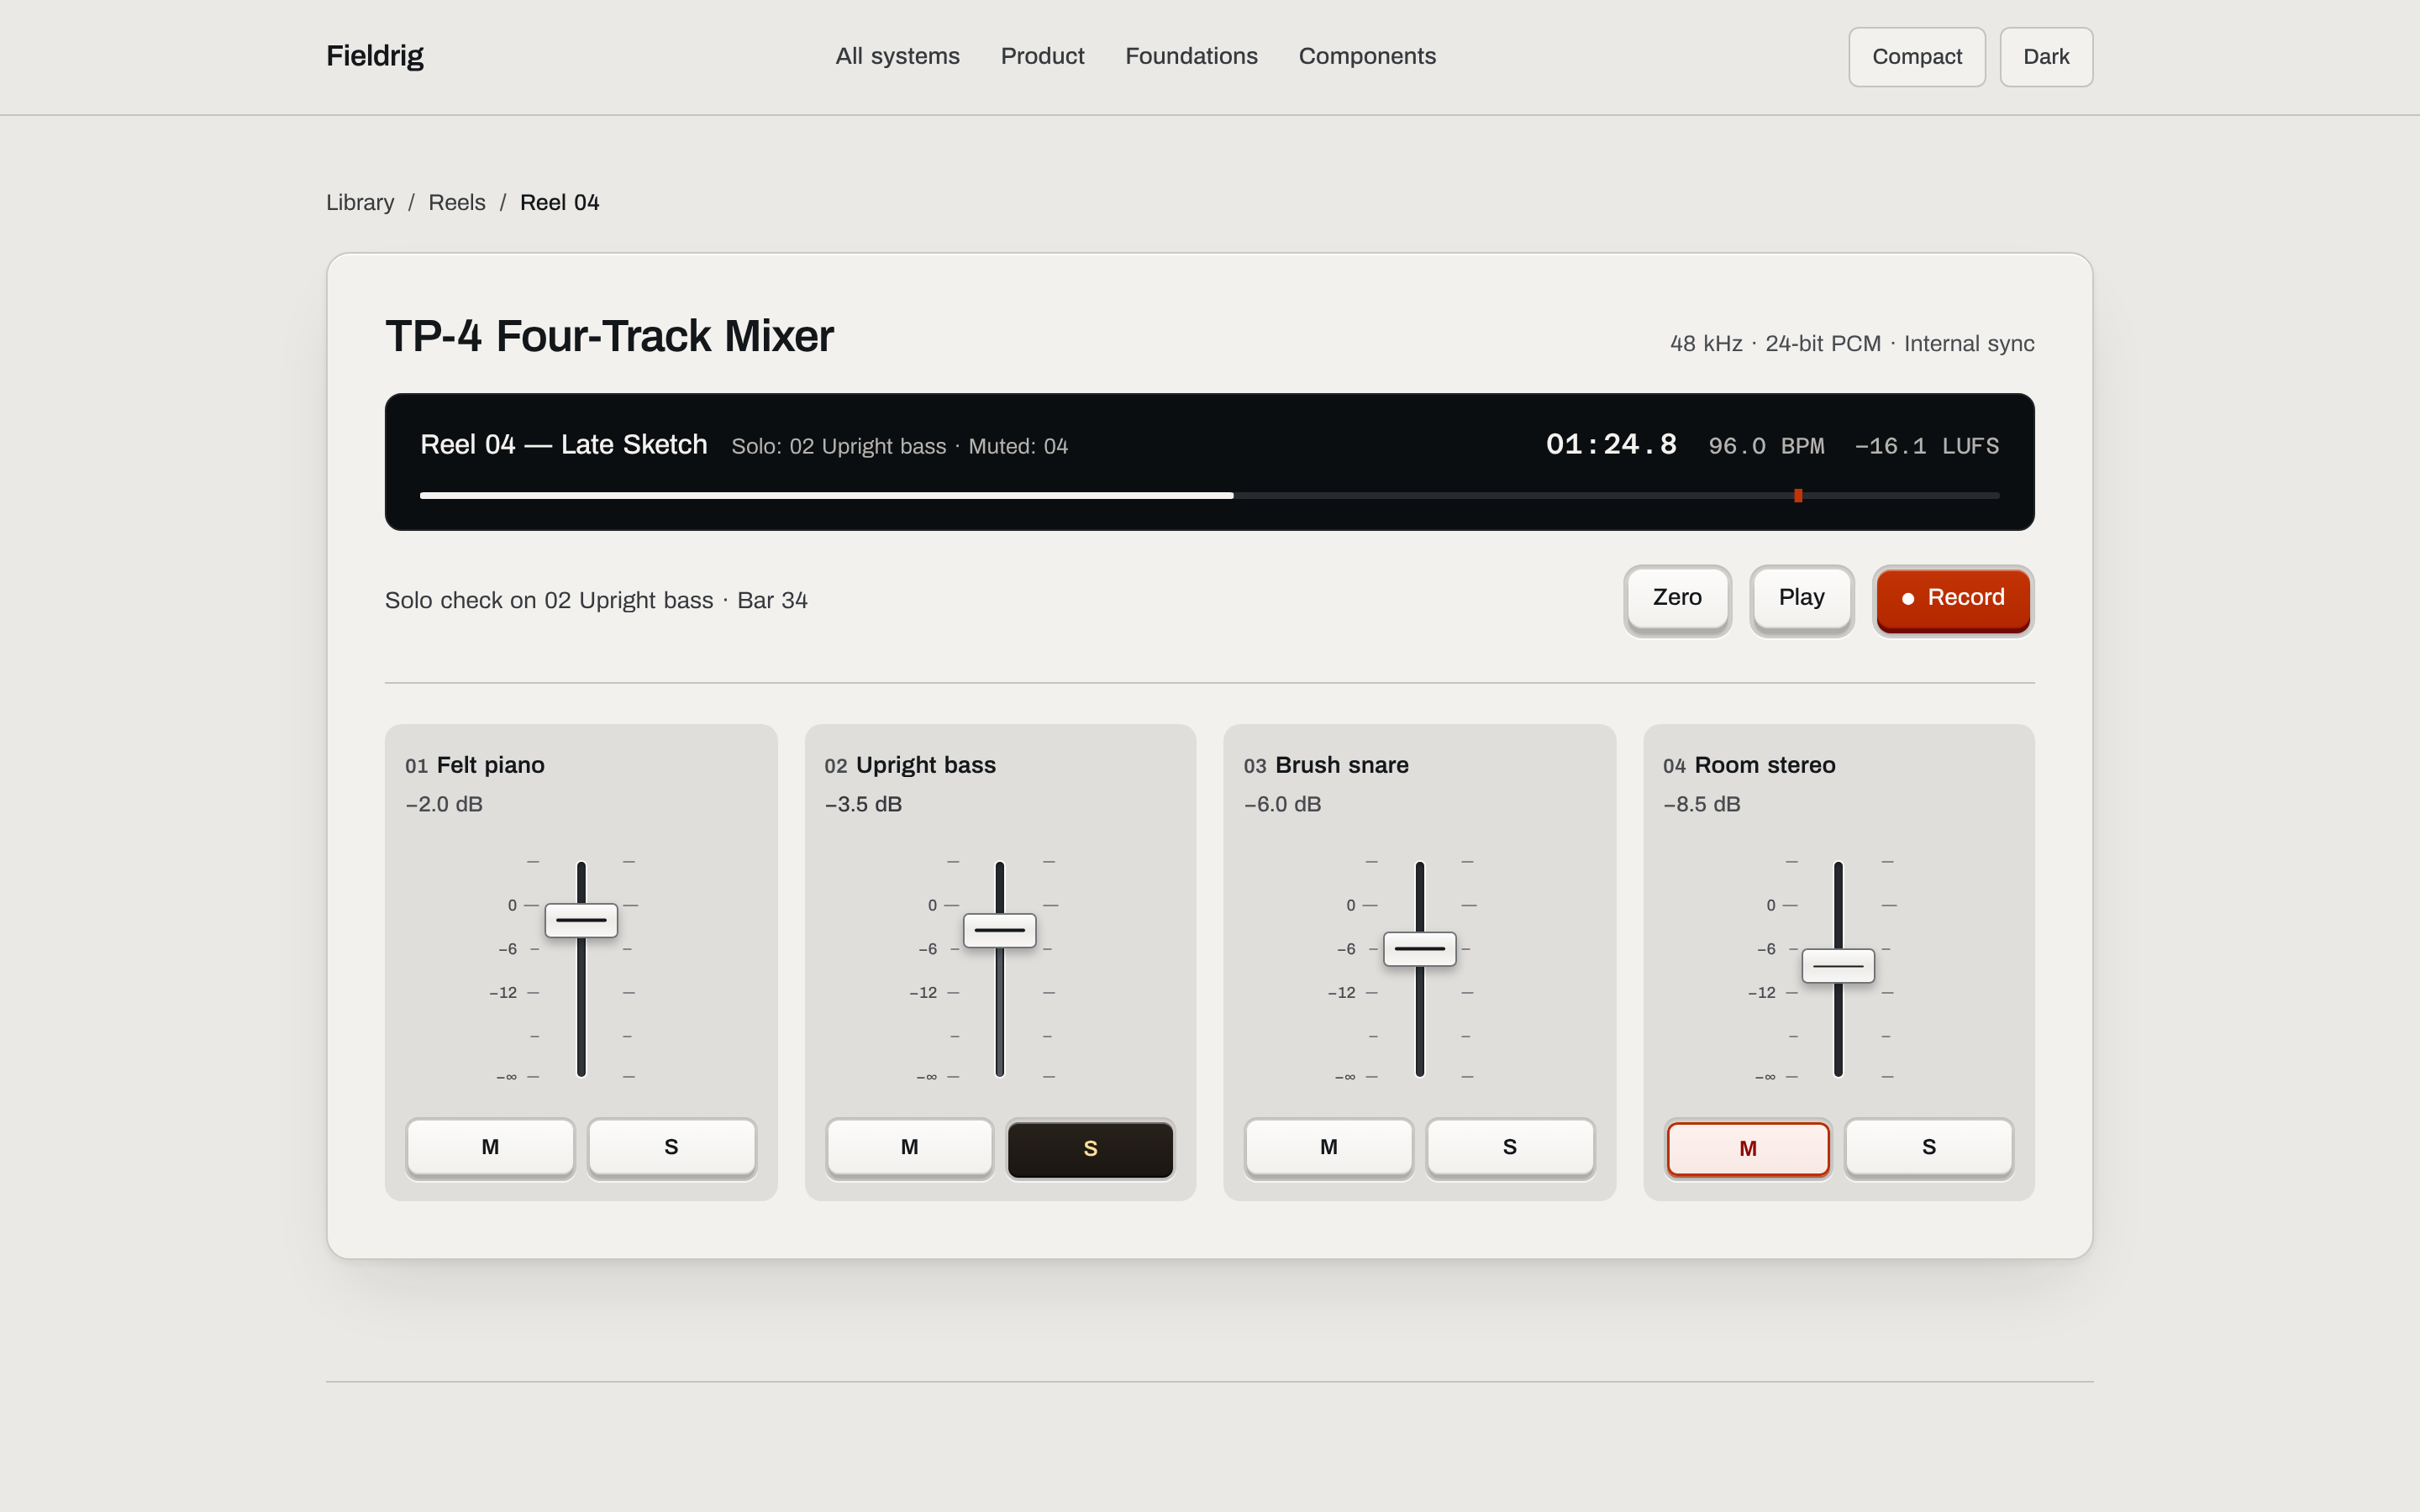 Fieldrig
All systems Product Foundations Components
Compact Dark
Library / Reels / Reel 04
TP-4 Four-Track Mixer
48 kHz · 24-bit PCM · Internal sync
Reel 04 — Late Sketch Solo: 02 Upright bass · Muted: 04
01:24.8 96.0 BPM −16.1 LUFS
Solo check on 02 Upright bass · Bar 34
Zero Play Record
01 Felt piano
−2.0 dB
0
−6
−12
−∞
M S
02 Upright bass
−3.5 dB
0
−6
−12
−∞
M S
03 Brush snare
−6.0 dB
0
−6
−12
−∞
M S
04 Room stereo
−8.5 dB
0
−6
−12
−∞
M S